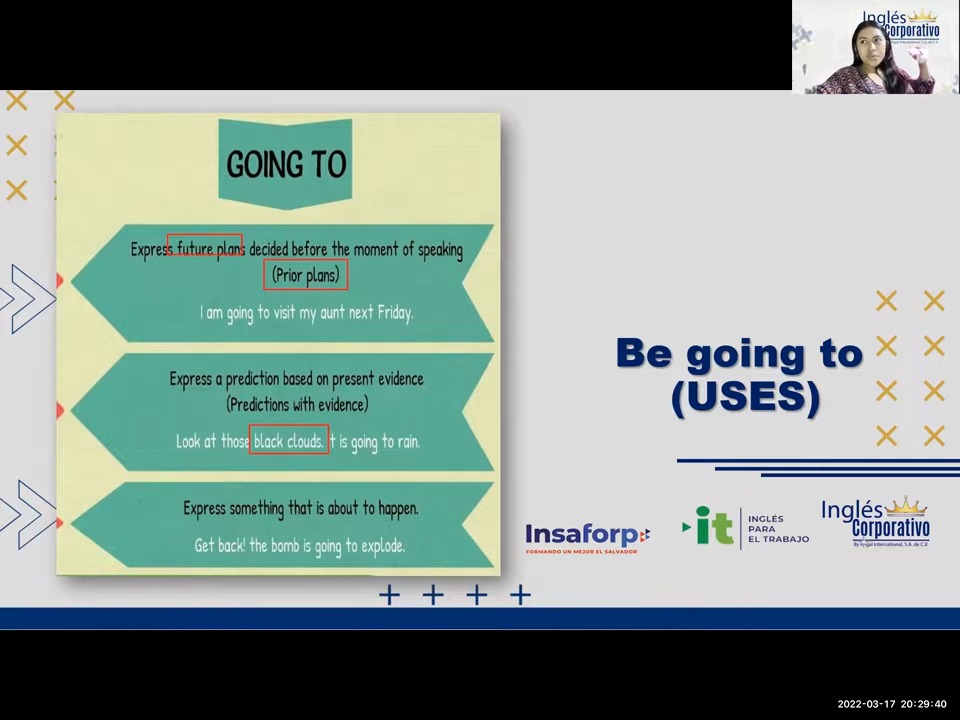 Inglés
Corporativo
GOING TO
Express future plans decided before the moment of speaking
(Prior plans)
I am going to visit my aunt next Friday.
Express a prediction based on present evidence
(Predictions with evidence)
Look at those black clouds. It is going to rain.
Express something that is about to happen.
Get back! the bomb is going to explode.
Be going to
(USES)
Insaforp
FORMANDO UN MEJOR EL SALVADOR
it
INGLÉS
PARA
EL TRABAJO
Inglés
Corporativo
By Regal International, S.A. de C.V.
2022-03-17 20:29:40